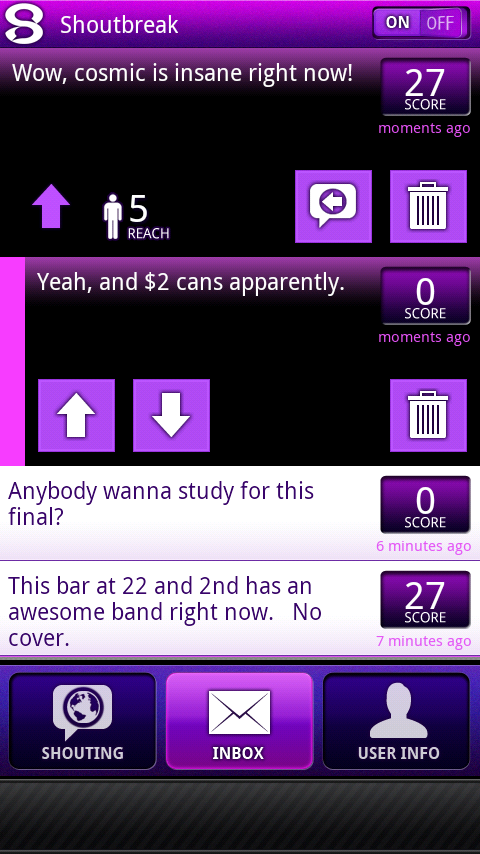 Shoutbreak
ON OFF
Wow, cosmic is insane right now!
27
SCORE
moments ago
5
REACH
Yeah, and $2 cans apparently.
0
SCORE
moments ago
Anybody wanna study for this
final?
0
SCORE
6 minutes ago
This bar at 22 and 2nd has an
awesome band right now.   No
cover.
27
SCORE
7 minutes ago
SHOUTING
INBOX
USER INFO